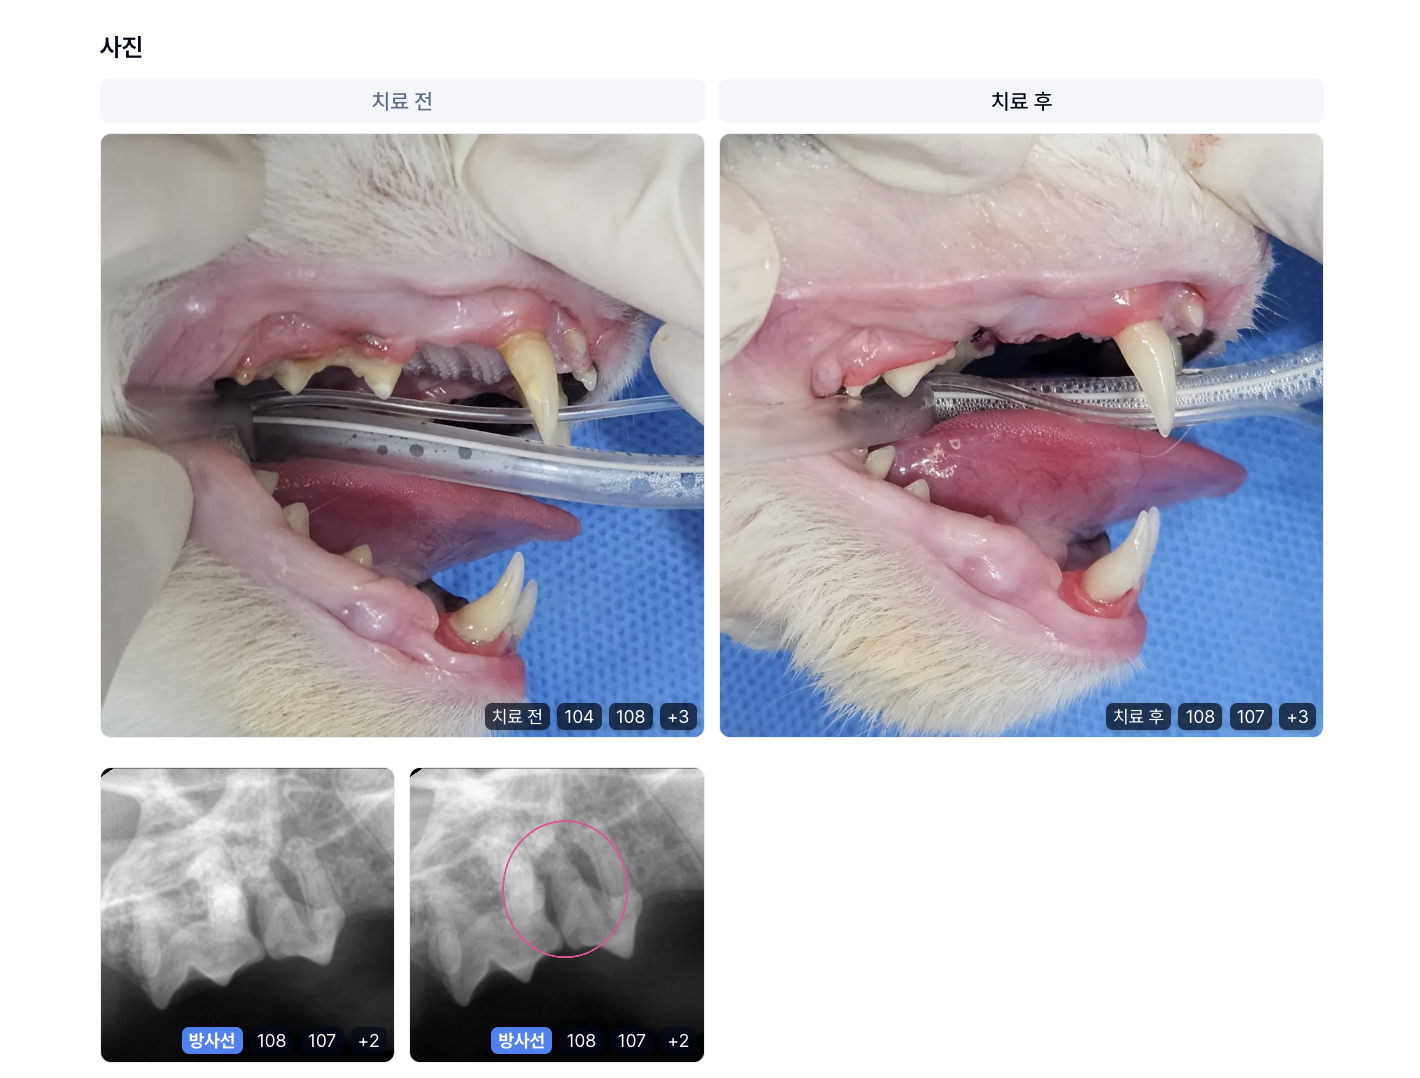 사진
치료 전
치료 후
치료 전 104 108 +3
치료 후 108 107 +3
방사선 108 107 +2
방사선 108 107 +2